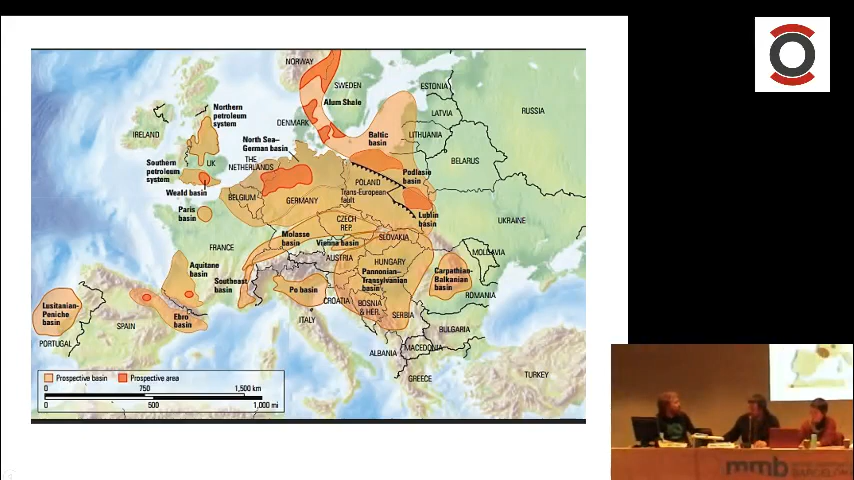 NORWAY
SWEDEN
ESTONIA
Alum Shale
Northern
petroleum
system
LATVIA
RUSSIA
DENMARK
IRELAND
North Sea–
German basin
Baltic
basin
LITHUANIA
UK
THE
NETHERLANDS
Southern
petroleum
system
BELARUS
Podlasie
basin
POLAND
Weald basin
Trans-European
fault
BELGIUM
GERMANY
Paris
basin
Lublin
basin
CZECH
REP.
UKRAINE
Molasse
basin
Vienna basin
SLOVAKIA
FRANCE
AUSTRIA
MOLDAVIA
HUNGARY
Aquitane
basin
Southeast
basin
Pannonian–
Transylvanian
basin
Carpathian-
Balkanian
basin
Po basin
ROMANIA
CROATIA
BOSNIA
& HER.
Lusitanian-
Peniche
basin
Ebro
basin
SERBIA
SPAIN
ITALY
BULGARIA
PORTUGAL
ALBANIA
MACEDONIA
GREECE
TURKEY
Prospective basin
Prospective area
0
750
1,500 km
0
500
1,000 mi
mmb